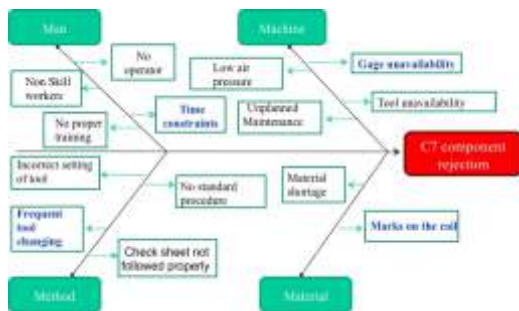 Man
Machine
No
operator
Low air
pressure
Gage unavailability
Non Skill
workers
Time
constraints
Unplanned
Maintenance
Tool unavailability
No proper
training
C7 component
rejection
Incorrect setting
of tool
No standard
procedure
Material
shortage
Frequent
tool
changing
Marks on the coil
Check sheet not
followed properly
Method
Material